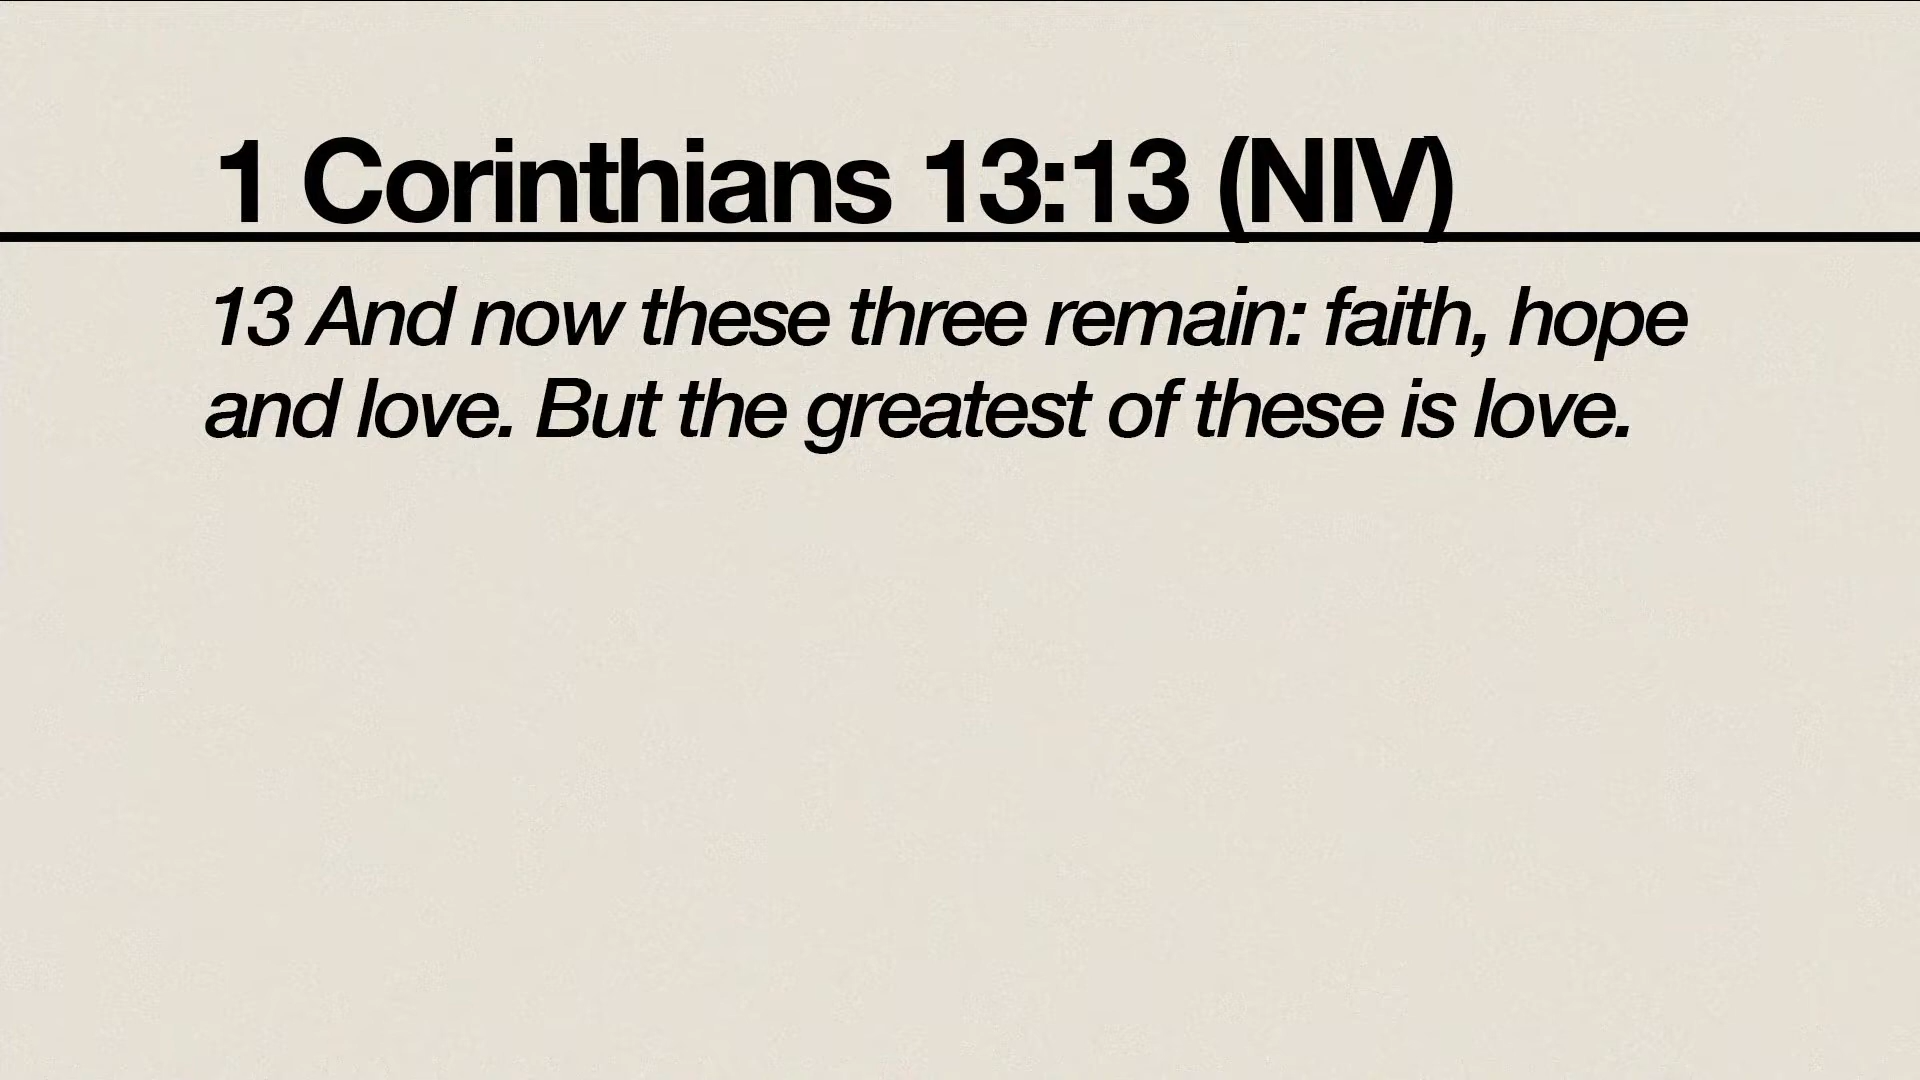 1 Corinthians 13:13 (NIV)
13 And now these three remain: faith, hope
and love. But the greatest of these is love.